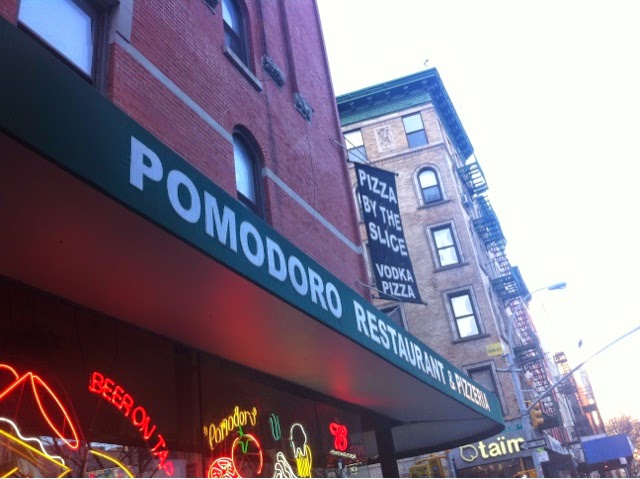 POMODORO RESTAURANT & PIZZERIA
PIZZA
BY THE
SLICE
VODKA
PIZZA
BEER ON TAP
Pomodoro
taïm